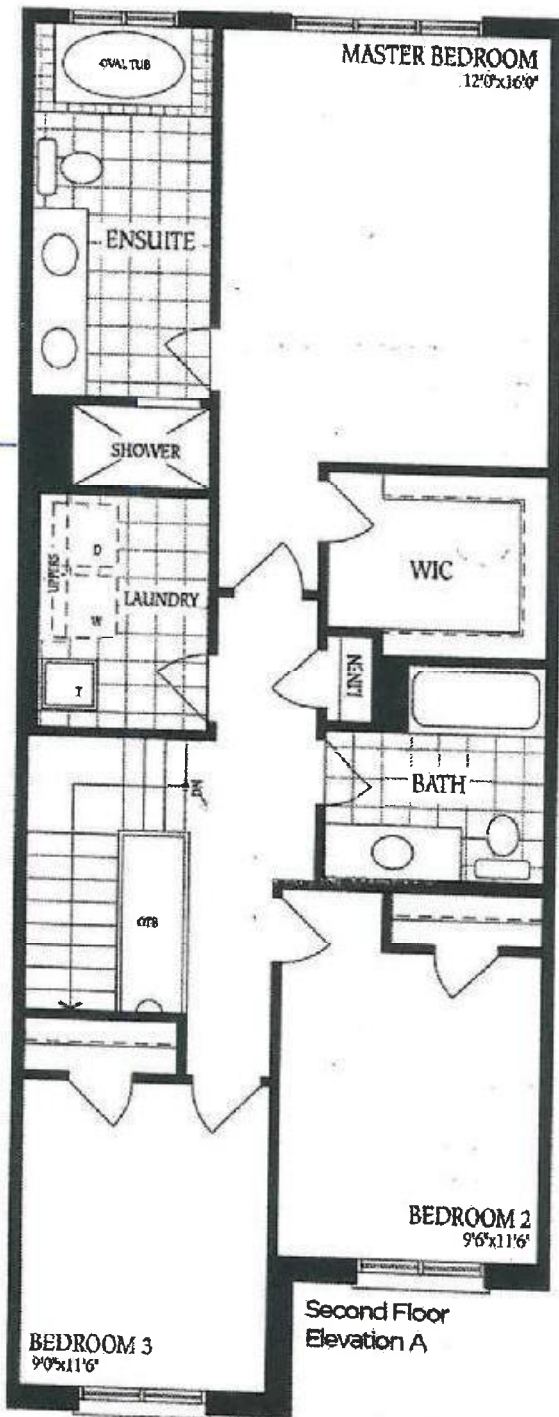 OVAL TUB
MASTER BEDROOM
12'0"x16'0"
ENSUITE
SHOWER
UPPERS
D
W
LAUNDRY
T
WIC
LINEN
BATH
DN
OTB
BEDROOM 2
9'6"x11'6"
BEDROOM 3
9'0"x11'6"
Second Floor
Elevation A